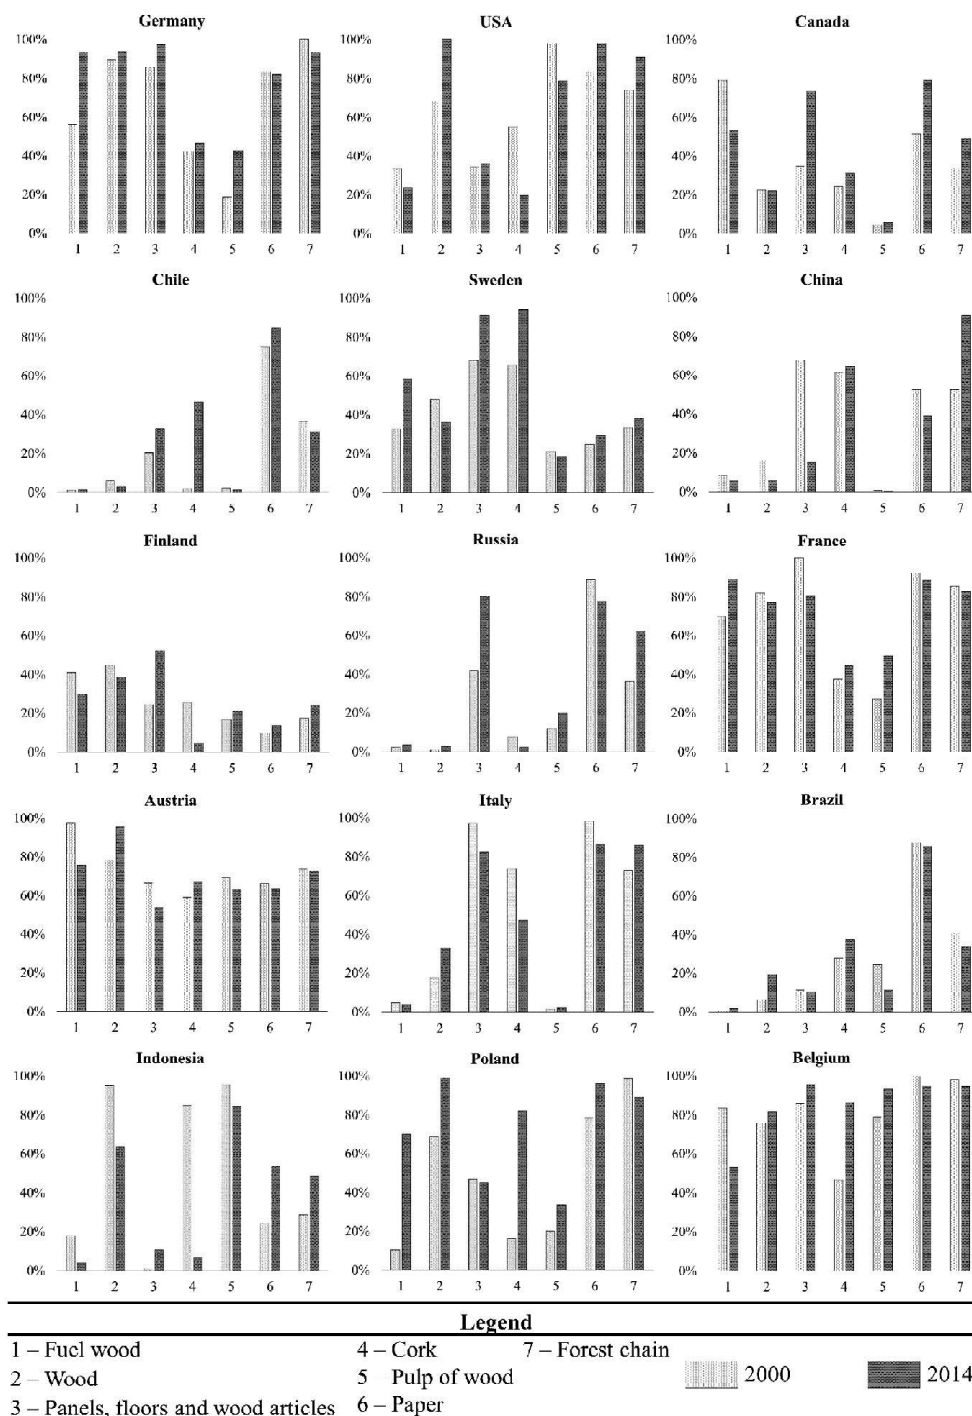 Germany USA Canada
100% 100% 100%
80% 80% 80%
60% 60% 60%
40% 40% 40%
20% 20% 20%
0% 0% 0%
1 2 3 4 5 6 7 1 2 3 4 5 6 7 1 2 3 4 5 6 7
Chile Sweden China
100% 100% 100%
80% 80% 80%
60% 60% 60%
40% 40% 40%
20% 20% 20%
0% 0% 0%
1 2 3 4 5 6 7 1 2 3 4 5 6 7 1 2 3 4 5 6 7
Finland Russia France
100% 100% 100%
80% 80% 80%
60% 60% 60%
40% 40% 40%
20% 20% 20%
0% 0% 0%
1 2 3 4 5 6 7 1 2 3 4 5 6 7 1 2 3 4 5 6 7
Austria Italy Brazil
100% 100% 100%
80% 80% 80%
60% 60% 60%
40% 40% 40%
20% 20% 20%
0% 0% 0%
1 2 3 4 5 6 7 1 2 3 4 5 6 7 1 2 3 4 5 6 7
Indonesia Poland Belgium
100% 100% 100%
80% 80% 80%
60% 60% 60%
40% 40% 40%
20% 20% 20%
0% 0% 0%
1 2 3 4 5 6 7 1 2 3 4 5 6 7 1 2 3 4 5 6 7
Legend
1 – Fuel wood 4 – Cork 7 – Forest chain
2 – Wood 5 – Pulp of wood 2000 2014
3 – Panels, floors and wood articles 6 – Paper